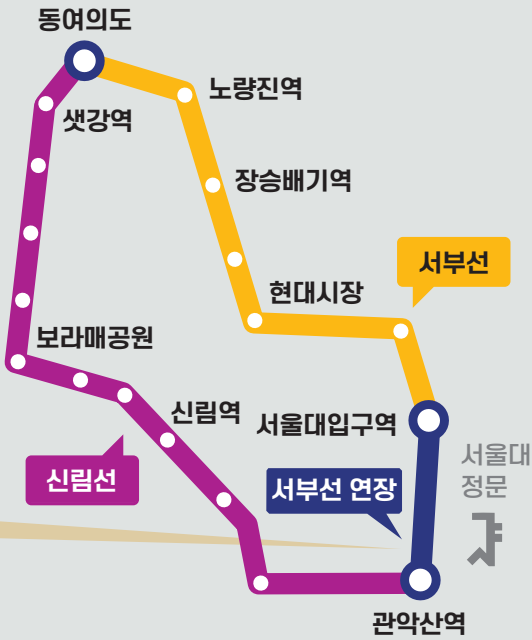 동여의도
노량진역
샛강역
장승배기역
서부선
현대시장
보라매공원
신림역
서울대입구역
서울대
정문
신림선
서부선 연장
관악산역